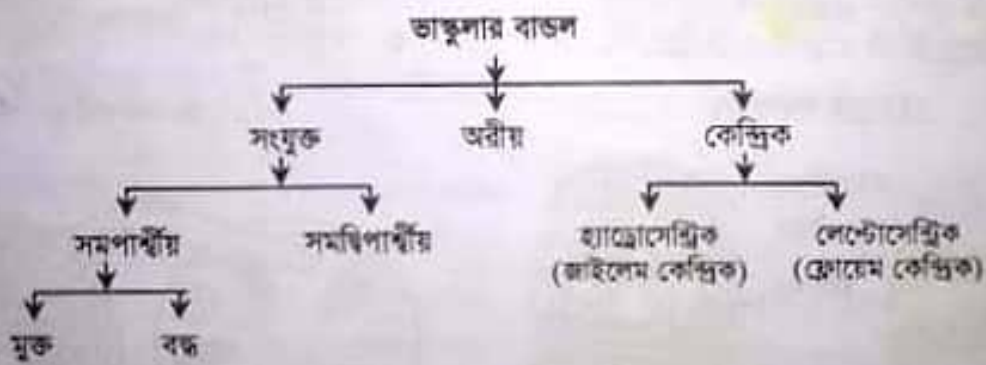 ভাস্কুলার বান্ডল
সংযুক্ত অরীয় কেন্দ্রিক
সমপার্শ্বীয় সমদ্বিপার্শ্বীয় হ্যাড্রোসেন্ট্রিক লেপ্টোসেন্ট্রিক
(জাইলেম কেন্দ্রিক) (ফ্লোয়েম কেন্দ্রিক)
মুক্ত বদ্ধ